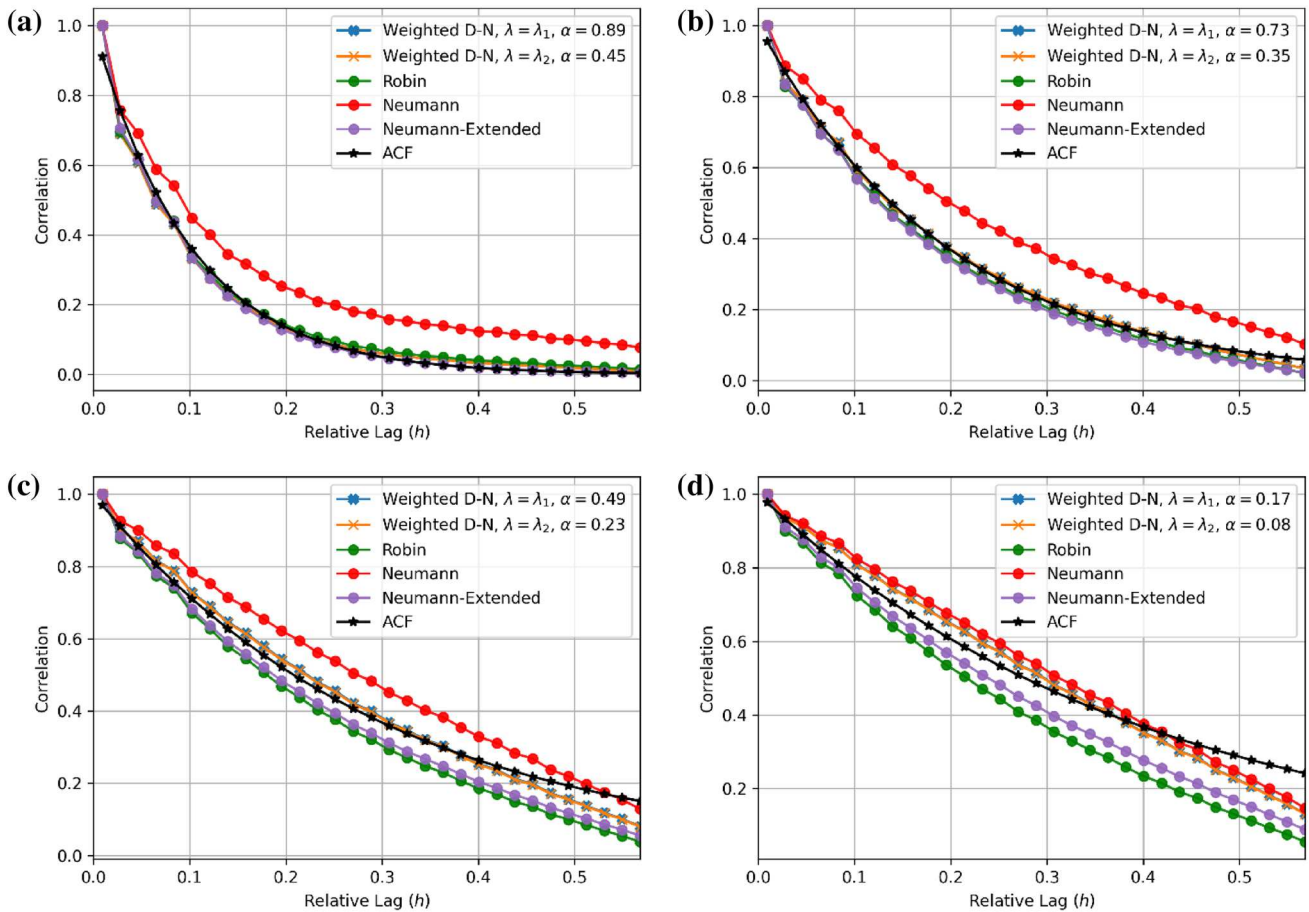 (a)
Weighted D-N, λ = λ₁, α = 0.89
Weighted D-N, λ = λ₂, α = 0.45
Robin
Neumann
Neumann-Extended
ACF
Correlation
1.0
0.8
0.6
0.4
0.2
0.0
0.0 0.1 0.2 0.3 0.4 0.5
Relative Lag (h)
(b)
Weighted D-N, λ = λ₁, α = 0.73
Weighted D-N, λ = λ₂, α = 0.35
Robin
Neumann
Neumann-Extended
ACF
Correlation
1.0
0.8
0.6
0.4
0.2
0.0
0.0 0.1 0.2 0.3 0.4 0.5
Relative Lag (h)
(c)
Weighted D-N, λ = λ₁, α = 0.49
Weighted D-N, λ = λ₂, α = 0.23
Robin
Neumann
Neumann-Extended
ACF
Correlation
1.0
0.8
0.6
0.4
0.2
0.0
0.0 0.1 0.2 0.3 0.4 0.5
Relative Lag (h)
(d)
Weighted D-N, λ = λ₁, α = 0.17
Weighted D-N, λ = λ₂, α = 0.08
Robin
Neumann
Neumann-Extended
ACF
Correlation
1.0
0.8
0.6
0.4
0.2
0.0 0.1 0.2 0.3 0.4 0.5
Relative Lag (h)